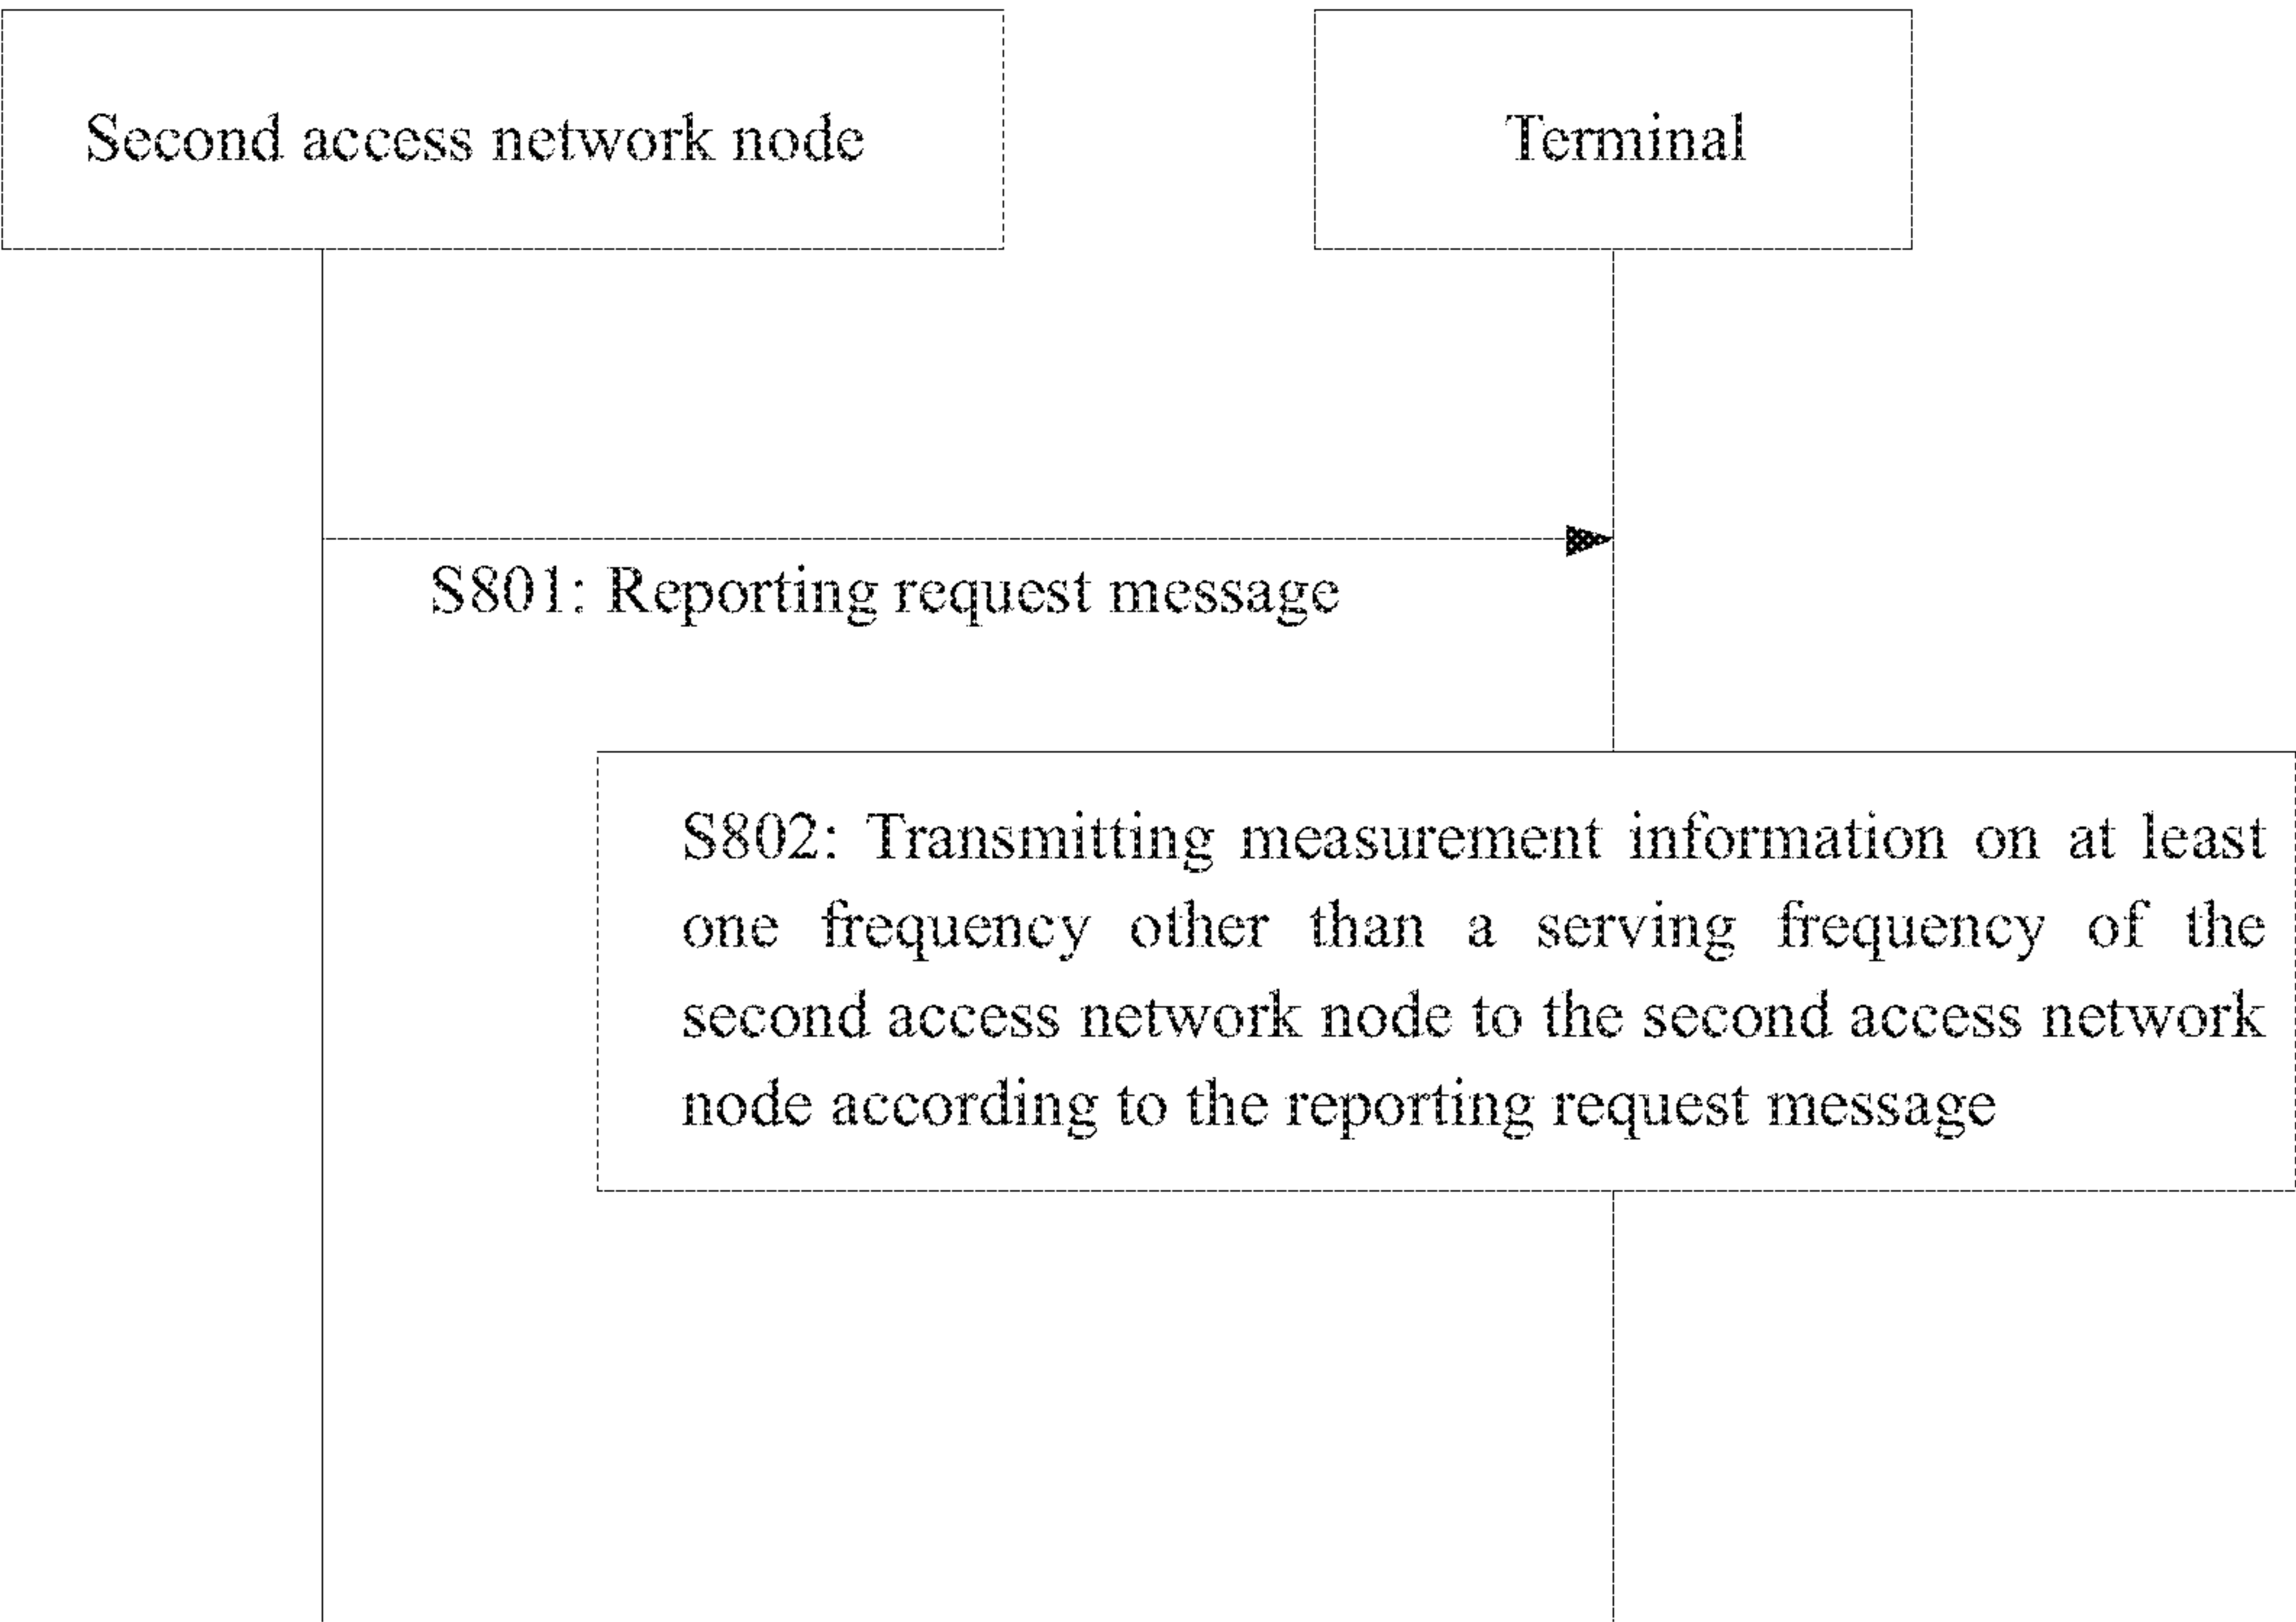 Second access network node
Terminal
S801: Reporting request message
S802: Transmitting measurement information on at least
one frequency other than a serving frequency of the
second access network node to the second access network
node according to the reporting request message